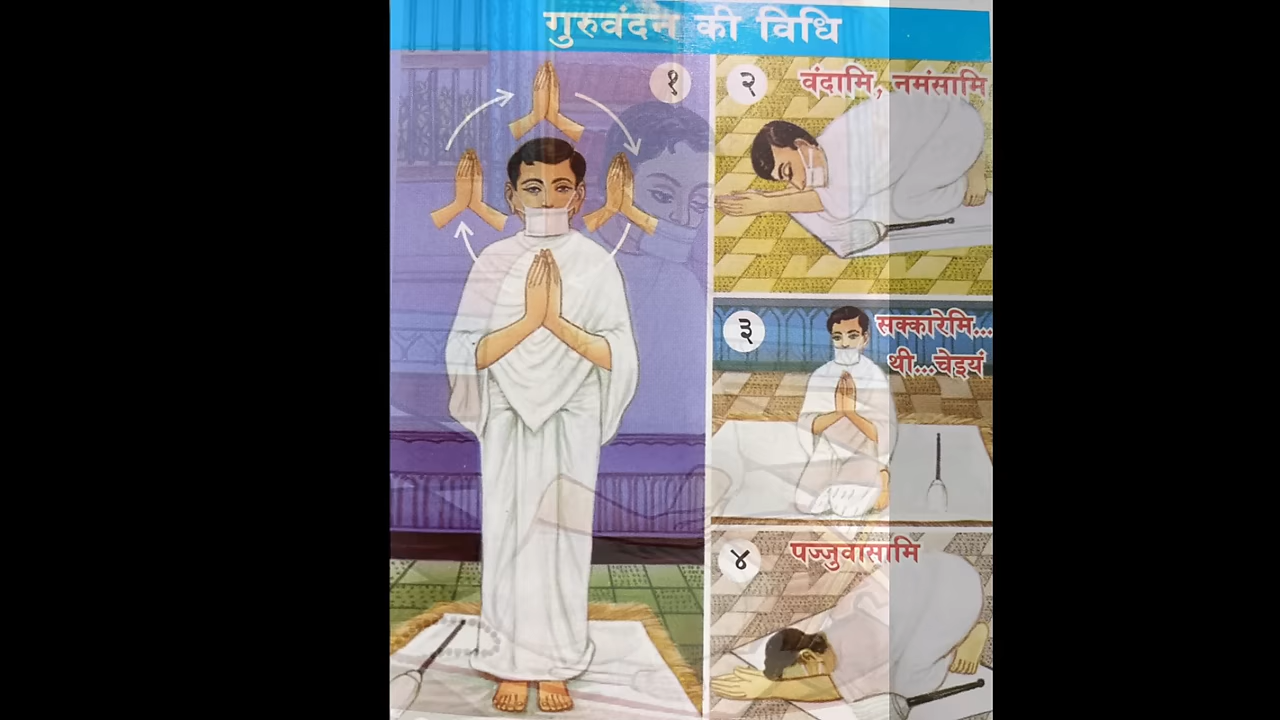 गुरुवंदन की विधि
१
२
वंदामि, नमंसामि
३
सक्कारेमि...
थी...चेइयं
४
पज्जुवासामि